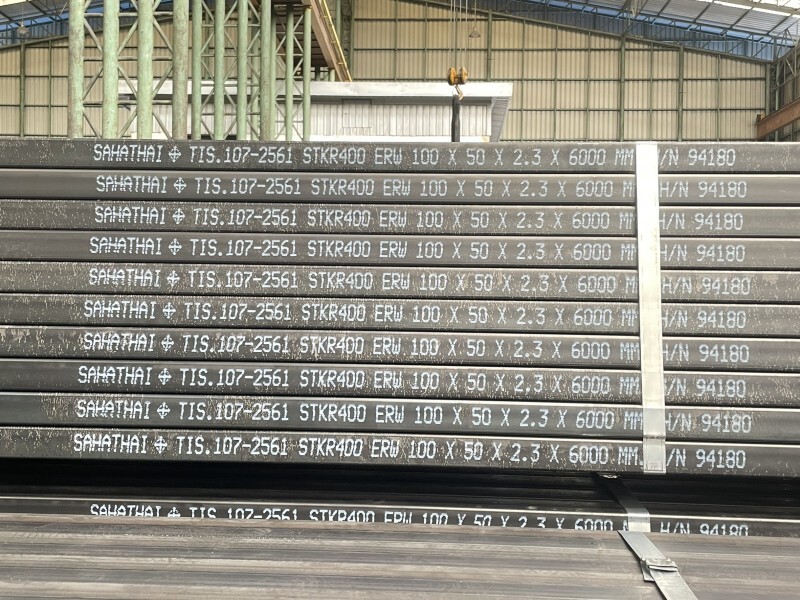 SAHATHAI TIS.107-2561 STKR400 ERW 100 X 50 X 2.3 X 6000 MM. H/N 94180
SAHATHAI TIS.107-2561 STKR400 ERW 100 X 50 X 2.3 X 6000 MM. H/N 94180
SAHATHAI TIS.107-2561 STKR400 ERW 100 X 50 X 2.3 X 6000 MM H/N 94180
SAHATHAI TIS.107-2561 STKR400 ERW 100 X 50 X 2.3 X 6000 MM H/N 94180
SAHATHAI TIS.107-2561 STKR400 ERW 100 X 50 X 2.3 X 6000 MM H/N 94180
SAHATHAI TIS.107-2561 STKR400 ERW 100 X 50 X 2.3 X 6000 MM H/N 94180
SAHATHAI TIS.107-2561 STKR400 ERW 100 X 50 X 2.3 X 6000 MM H/N 94180
SAHATHAI TIS.107-2561 STKR400 ERW 100 X 50 X 2.3 X 6000 MM H/N 94180
SAHATHAI TIS.107-2561 STKR400 ERW 100 X 50 X 2.3 X 6000 MM. /N 94180
SAHATHAI TIS.107-2561 STKR400 ERW 100 X 50 X 2.3 X 6000 MM. /N 94180
SAHATHAI TIS.107-2561 STKR400 ERW 100 X 50 X 2.3 X 6000 MM H/N 94180